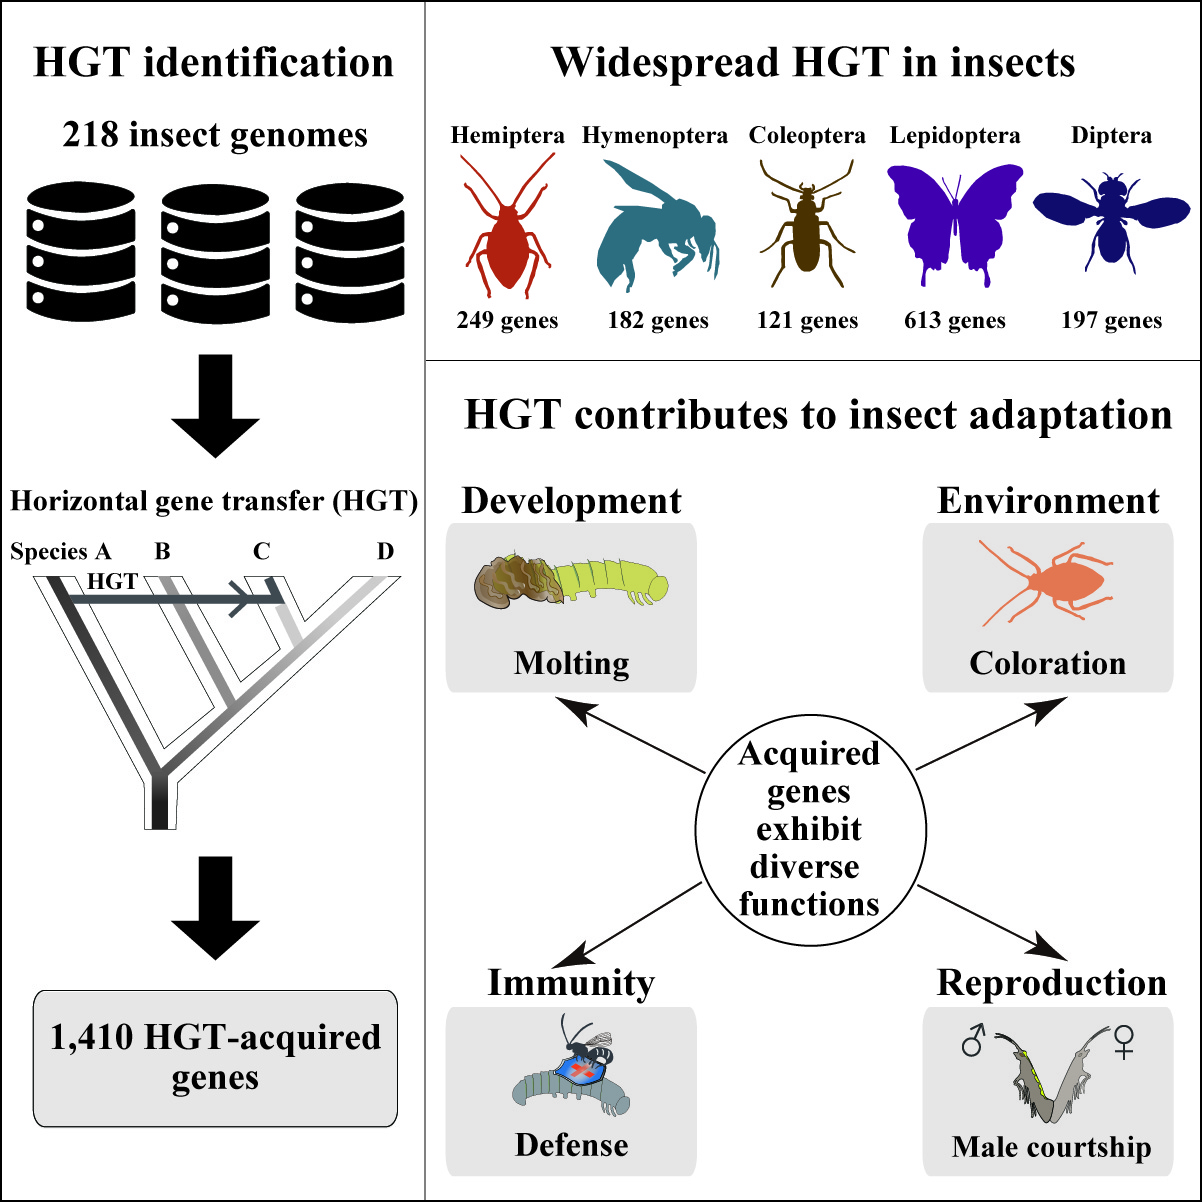 HGT identification
218 insect genomes
Horizontal gene transfer (HGT)
Species A B C D
HGT
1,410 HGT-acquired
genes
Widespread HGT in insects
Hemiptera Hymenoptera Coleoptera Lepidoptera Diptera
249 genes 182 genes 121 genes 613 genes 197 genes
HGT contributes to insect adaptation
Development
Molting
Environment
Coloration
Acquired
genes
exhibit
diverse
functions
Immunity
Defense
Reproduction
♂ ♀
Male courtship